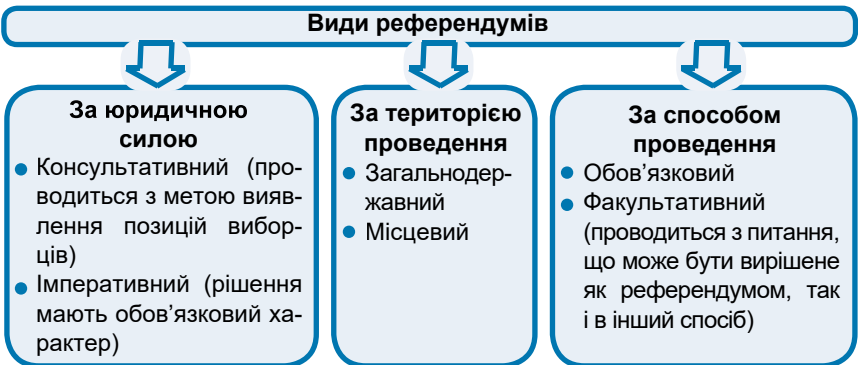 Види референдумів
За юридичною
силою
Консультативний (про-
водиться з метою вияв-
лення позицій вибор-
ців)
Імперативний (рішення
мають обов’язковий ха-
рактер)
За територією
проведення
Загальнодер-
жавний
Місцевий
За способом
проведення
Обов’язковий
Факультативний
(проводиться з питання,
що може бути вирішене
як референдумом, так
і в інший спосіб)